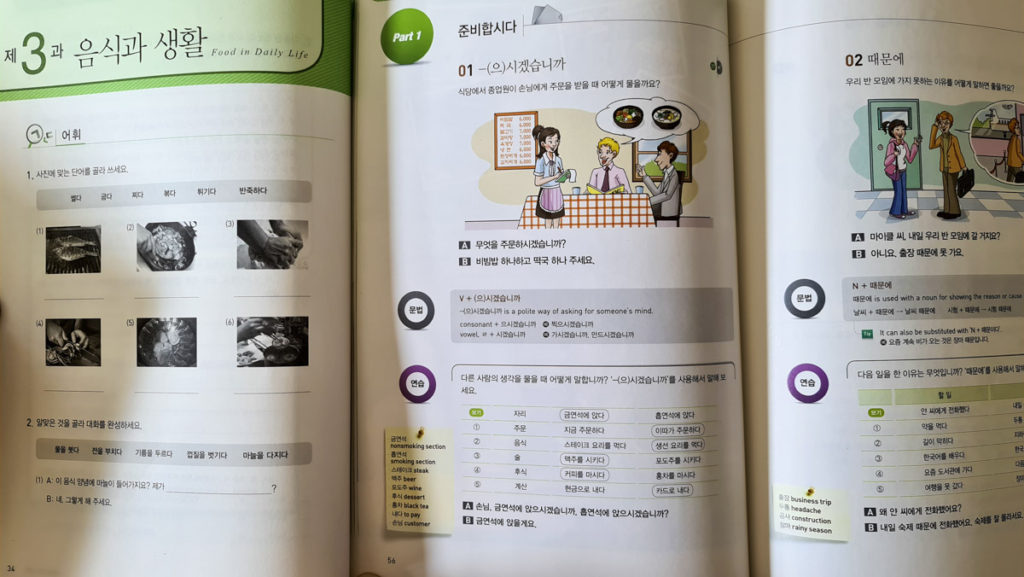 제3과 음식과 생활 Food in Daily Life
어휘
1. 사진에 맞는 단어를 골라 쓰세요.
썰다 굽다 찌다 볶다 튀기다 반죽하다
(1) (2) (3)
(4) (5) (6)
2. 알맞은 것을 골라 대화를 완성하세요.
물을 붓다 전을 부치다 기름을 두르다 껍질을 벗기다 마늘을 다지다
(1) A: 이 음식 양념에 마늘이 들어가지요? 제가 ?
B: 네, 그렇게 해 주세요.
34
Part 1
준비합시다
01 -(으)시겠습니까
식당에서 종업원이 손님에게 주문을 받을 때 어떻게 물을까요?
A 무엇을 주문하시겠습니까?
B 비빔밥 하나하고 떡국 하나 주세요.
문법
V + (으)시겠습니까
-(으)시겠습니까 is a polite way of asking for someone's mind.
consonant + 으시겠습니까 찍으시겠습니까
vowel, ㄹ + 시겠습니까 가시겠습니까, 만드시겠습니까
연습
다른 사람의 생각을 물을 때 어떻게 말합니까? '-(으)시겠습니까'를 사용해서 말해 보
세요.
보기 자리 금연석에 앉다 흡연석에 앉다
① 주문 지금 주문하다 이따가 주문하다
② 음식 스테이크 요리를 먹다 생선 요리를 먹다
③ 술 맥주를 시키다 포도주를 시키다
④ 후식 커피를 마시다 홍차를 마시다
⑤ 계산 현금으로 내다 카드로 내다
금연석
nonsmoking section
흡연석
smoking section
스테이크 steak
맥주 beer
포도주 wine
후식 dessert
홍차 black tea
내다 to pay
손님 customer
A 손님, 금연석에 앉으시겠습니까, 흡연석에 앉으시겠습니까?
B 금연석에 앉을게요.
56
02 때문에
우리 반 모임에 가지 못하는 이유를 어떻게 말하면 좋을까요?
A 마이클 씨, 내일 우리 반 모임에 갈 거지요?
B 아니요, 출장 때문에 못 가요.
문법
N + 때문에
때문에 is used with a noun for showing the reason or cause
날씨 + 때문에 → 날씨 때문에 시험 + 때문에 → 시험 때문에
Tip It can also be substituted with 'N + 때문이다'.
요즘 계속 비가 오는 것은 장마 때문입니다.
연습
다음 일을 한 이유는 무엇입니까? '때문에'를 사용해서 말해
할 일
보기 얀 씨에게 전화했다 내일
① 약을 먹다 두통
② 길이 막히다
③ 한국어를 배우다
④ 요즘 도서관에 가다
⑤ 여행을 못 갔다
출장 business trip
두통 headache
공사 construction
장마 rainy season
A 왜 얀 씨에게 전화했어요?
B 내일 숙제 때문에 전화했어요. 숙제를 잘 몰라서요.